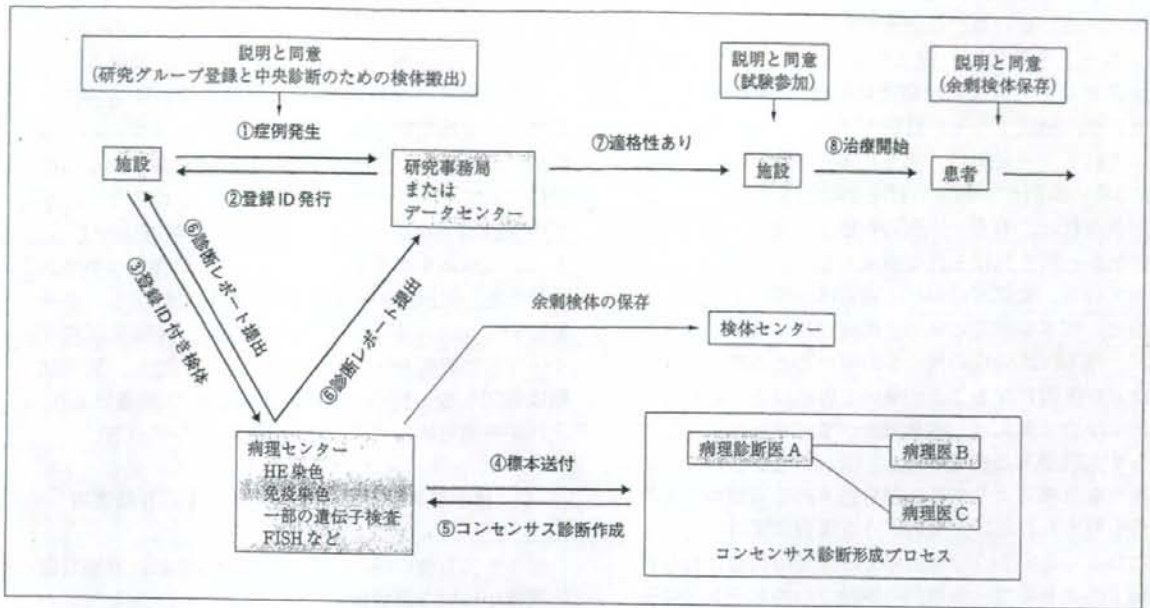 説明と同意
（研究グループ登録と中央診断のための検体搬出）
説明と同意
（試験参加）
説明と同意
（余剰検体保存）
①症例発生
⑦適格性あり
⑧治療開始
施設
研究事務局
または
データセンター
施設
患者
②登録ID発行
⑥診断レポート提出
③登録ID付き検体
⑥診断レポート提出
余剰検体の保存
検体センター
病理センター
HE染色
免疫染色
一部の遺伝子検査
FISHなど
④標本送付
⑤コンセンサス診断作成
病理診断医A
病理医B
病理医C
コンセンサス診断形成プロセス